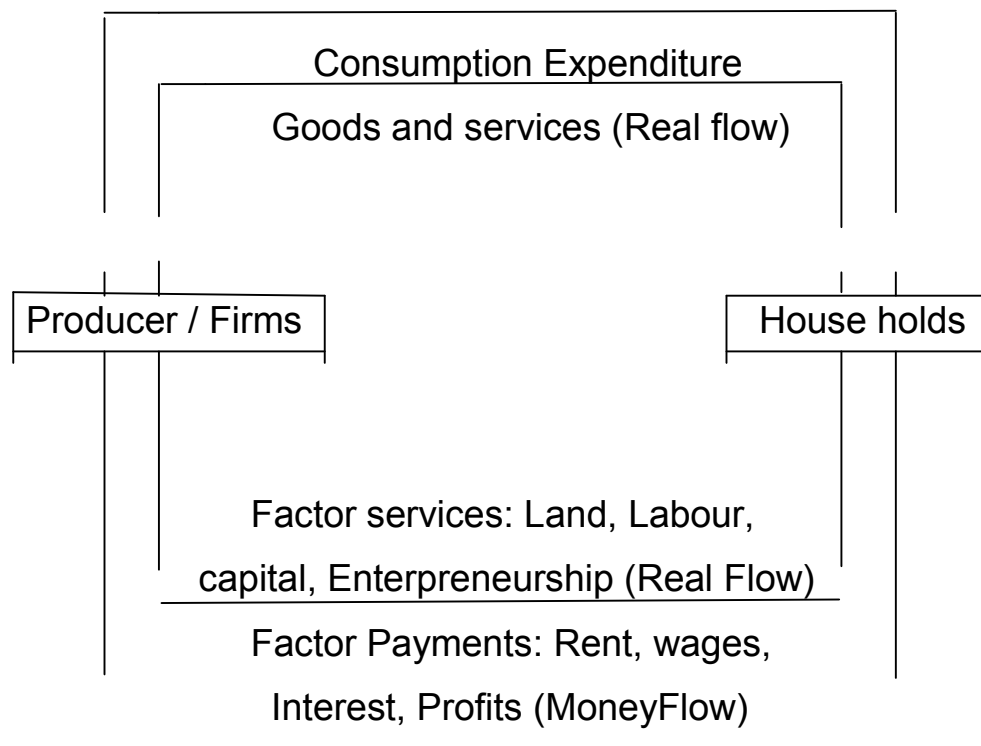 Consumption Expenditure
Goods and services (Real flow)
Producer / Firms
House holds
Factor services: Land, Labour,
capital, Enterpreneurship (Real Flow)
Factor Payments: Rent, wages,
Interest, Profits (MoneyFlow)